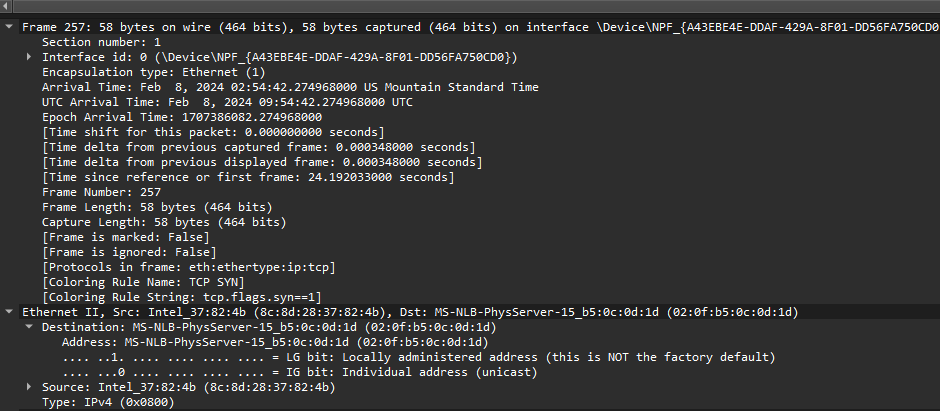 Frame 257: 58 bytes on wire (464 bits), 58 bytes captured (464 bits) on interface \Device\NPF_{A43EBE4E-DDAF-429A-8F01-DD56FA750CD0
Section number: 1
Interface id: 0 (\Device\NPF_{A43EBE4E-DDAF-429A-8F01-DD56FA750CD0})
Encapsulation type: Ethernet (1)
Arrival Time: Feb  8, 2024 02:54:42.274968000 US Mountain Standard Time
UTC Arrival Time: Feb  8, 2024 09:54:42.274968000 UTC
Epoch Arrival Time: 1707386082.274968000
[Time shift for this packet: 0.000000000 seconds]
[Time delta from previous captured frame: 0.000348000 seconds]
[Time delta from previous displayed frame: 0.000348000 seconds]
[Time since reference or first frame: 24.192033000 seconds]
Frame Number: 257
Frame Length: 58 bytes (464 bits)
Capture Length: 58 bytes (464 bits)
[Frame is marked: False]
[Frame is ignored: False]
[Protocols in frame: eth:ethertype:ip:tcp]
[Coloring Rule Name: TCP SYN]
[Coloring Rule String: tcp.flags.syn==1]
Ethernet II, Src: Intel_37:82:4b (8c:8d:28:37:82:4b), Dst: MS-NLB-PhysServer-15_b5:0c:0d:1d (02:0f:b5:0c:0d:1d)
Destination: MS-NLB-PhysServer-15_b5:0c:0d:1d (02:0f:b5:0c:0d:1d)
Address: MS-NLB-PhysServer-15_b5:0c:0d:1d (02:0f:b5:0c:0d:1d)
.... ..1. .... .... .... .... = LG bit: Locally administered address (this is NOT the factory default)
.... ...0 .... .... .... .... = IG bit: Individual address (unicast)
Source: Intel_37:82:4b (8c:8d:28:37:82:4b)
Type: IPv4 (0x0800)